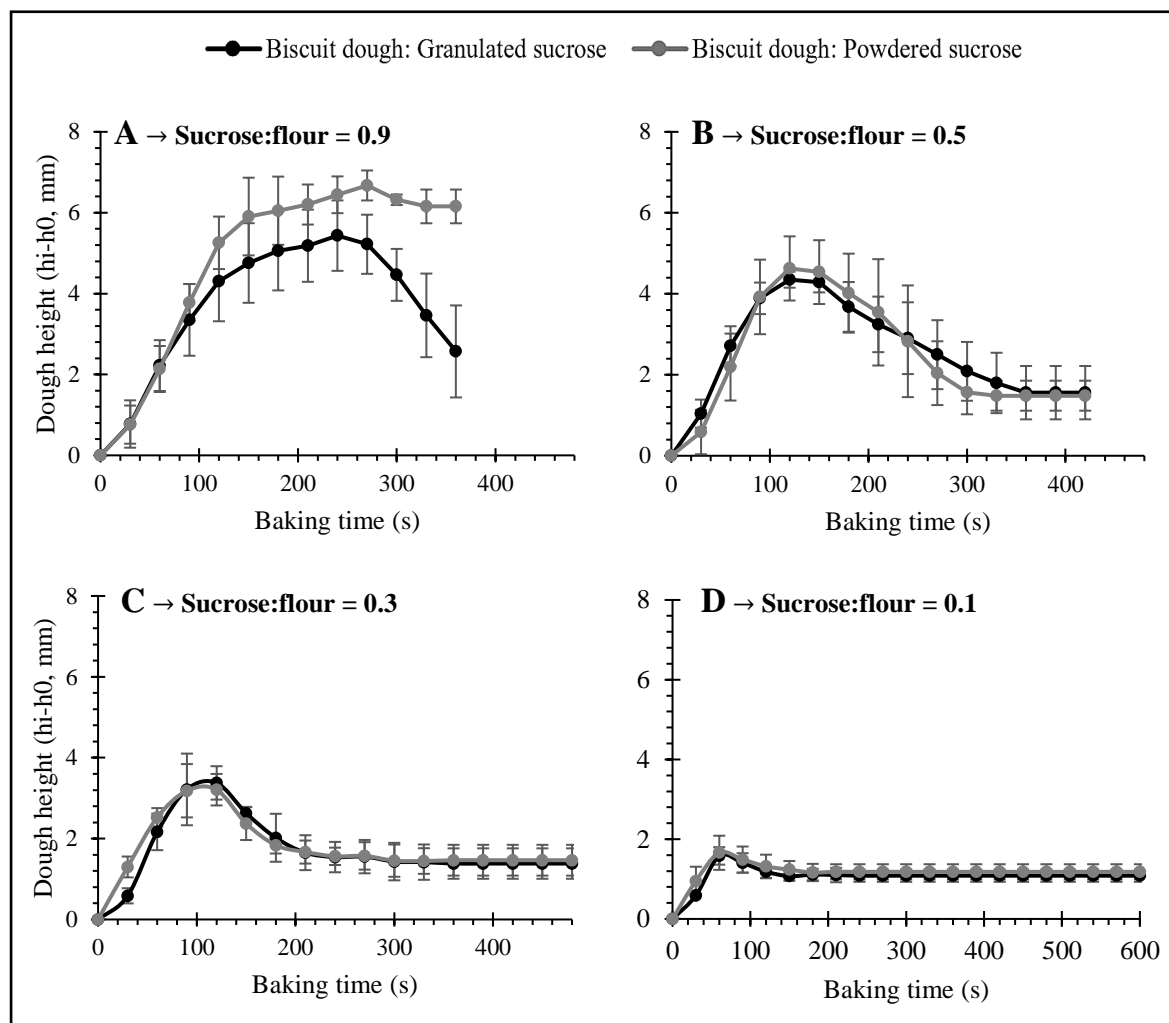 Biscuit dough: Granulated sucrose Biscuit dough: Powdered sucrose
A → Sucrose:flour = 0.9
8
6
4
2
0
0 100 200 300 400
Dough height (hi-h0, mm)
Baking time (s)
B → Sucrose:flour = 0.5
8
6
4
2
0
0 100 200 300 400
Baking time (s)
C → Sucrose:flour = 0.3
8
6
4
2
0
0 100 200 300 400
Dough height (hi-h0, mm)
Baking time (s)
D → Sucrose:flour = 0.1
8
6
4
2
0
0 100 200 300 400 500 600
Baking time (s)